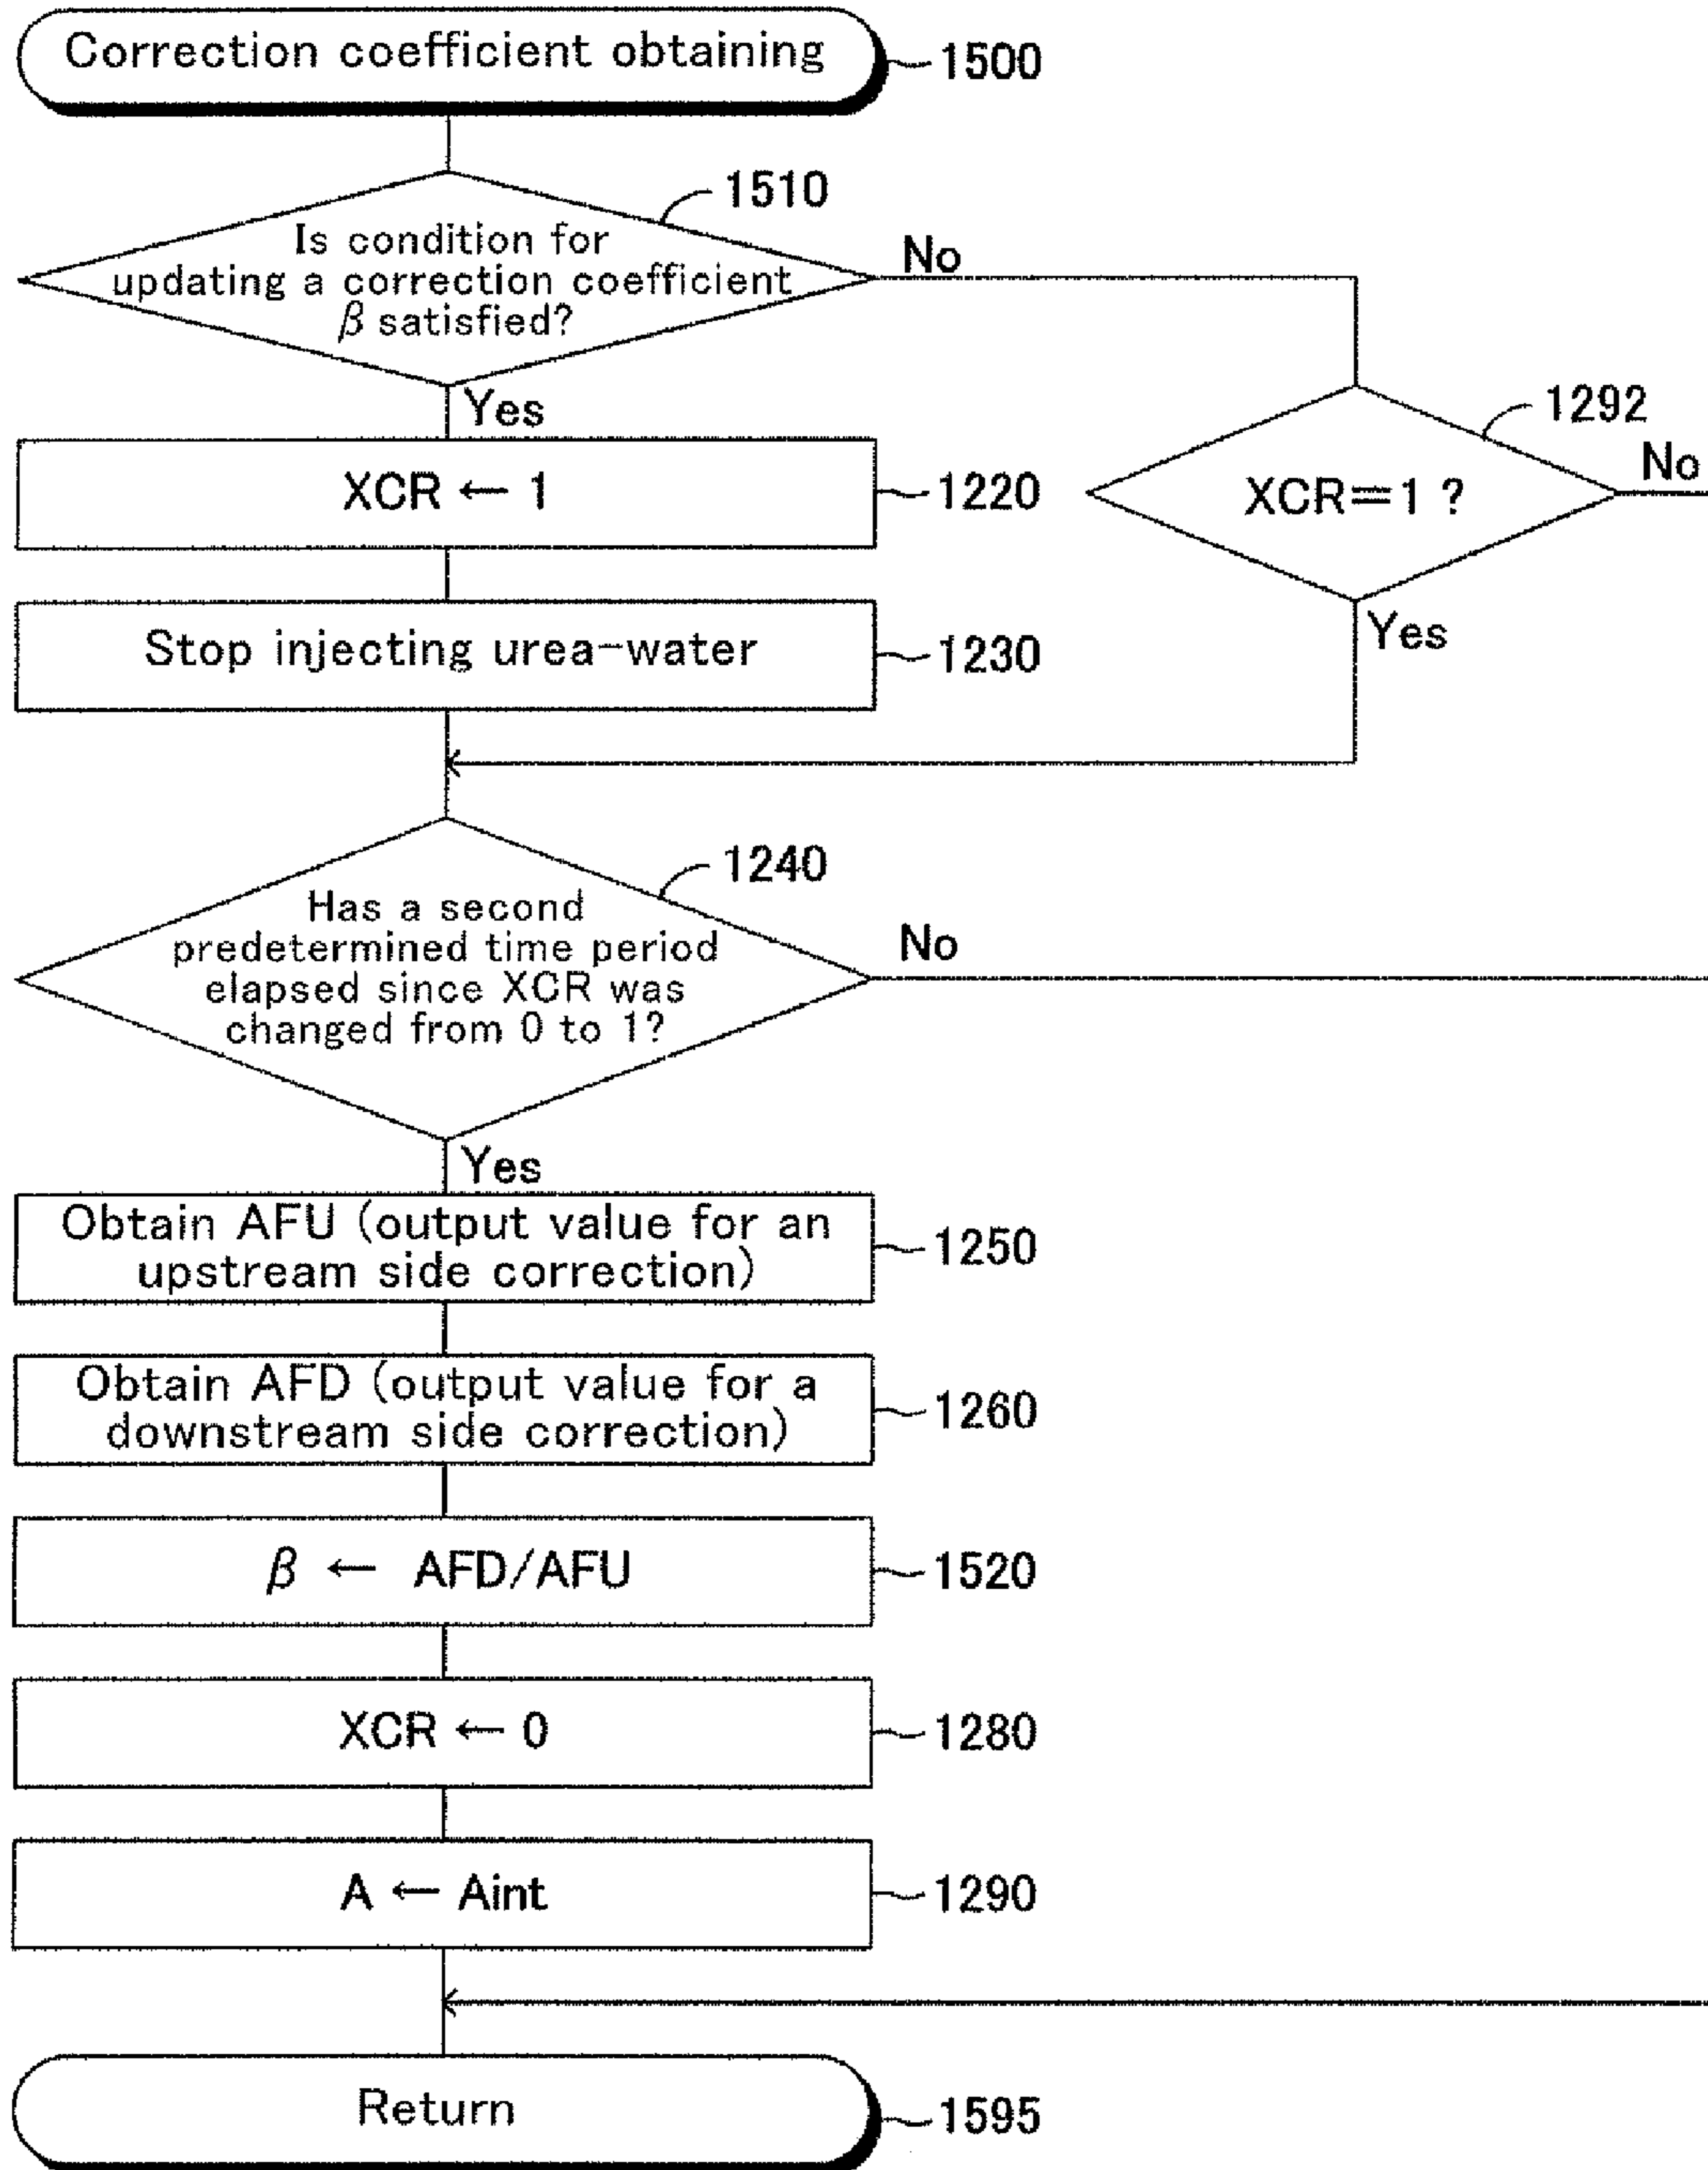 Correction coefficient obtaining
1500
1510
Is condition for
updating a correction coefficient
β satisfied?
No
Yes
1292
No
XCR=1 ?
Yes
XCR ← 1
1220
Stop injecting urea-water
1230
1240
Has a second
predetermined time period
elapsed since XCR was
changed from 0 to 1?
No
Yes
Obtain AFU (output value for an
upstream side correction)
1250
Obtain AFD (output value for a
downstream side correction)
1260
β ← AFD/AFU
1520
XCR ← 0
1280
A ← Aint
1290
Return
1595